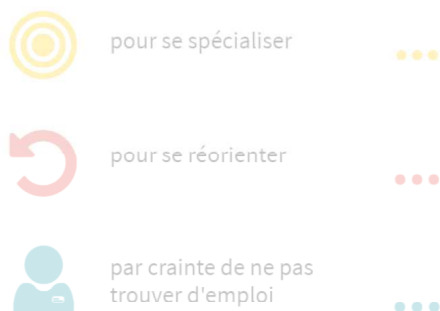 pour se spécialiser
pour se réorienter
par crainte de ne pas
trouver d'emploi